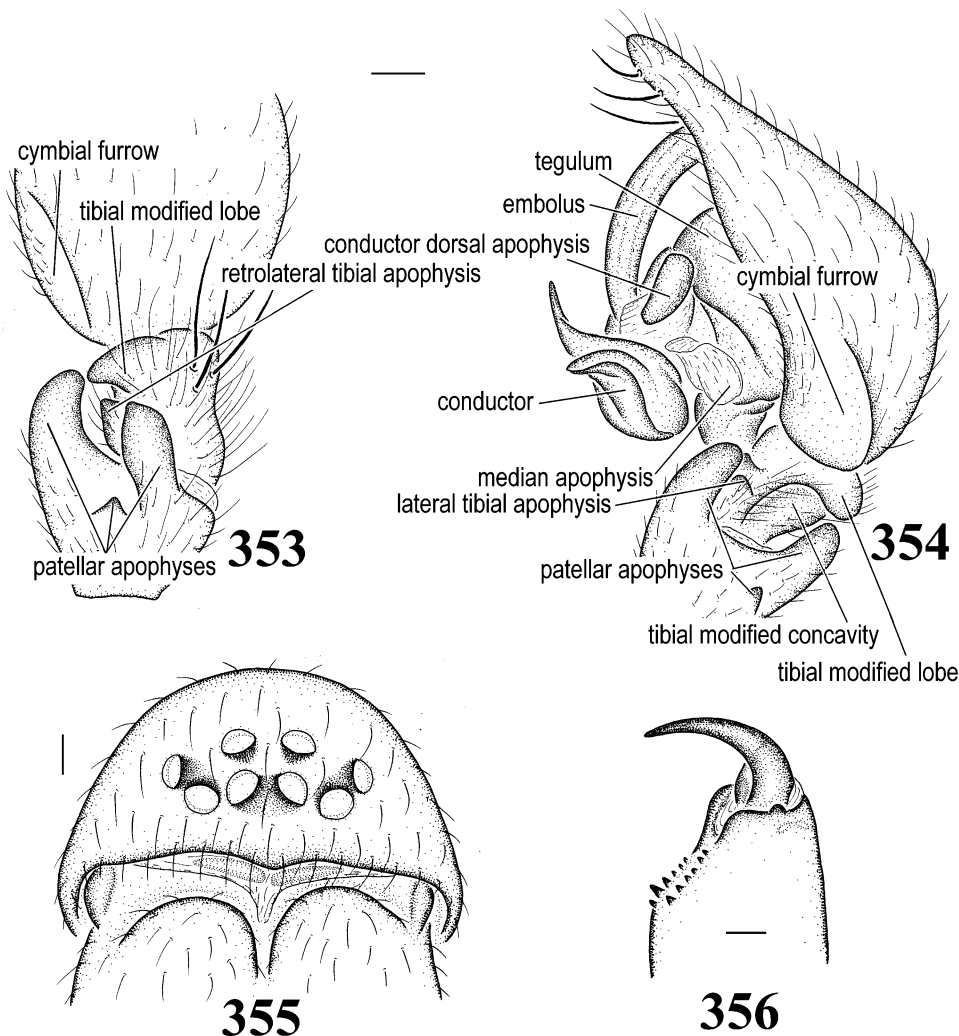 cymbial furrow
tibial modified lobe
conductor dorsal apophysis
retrolateral tibial apophysis
patellar apophyses
353
tegulum
embolus
cymbial furrow
conductor
median apophysis
lateral tibial apophysis
patellar apophyses
354
tibial modified concavity
tibial modified lobe
355
356